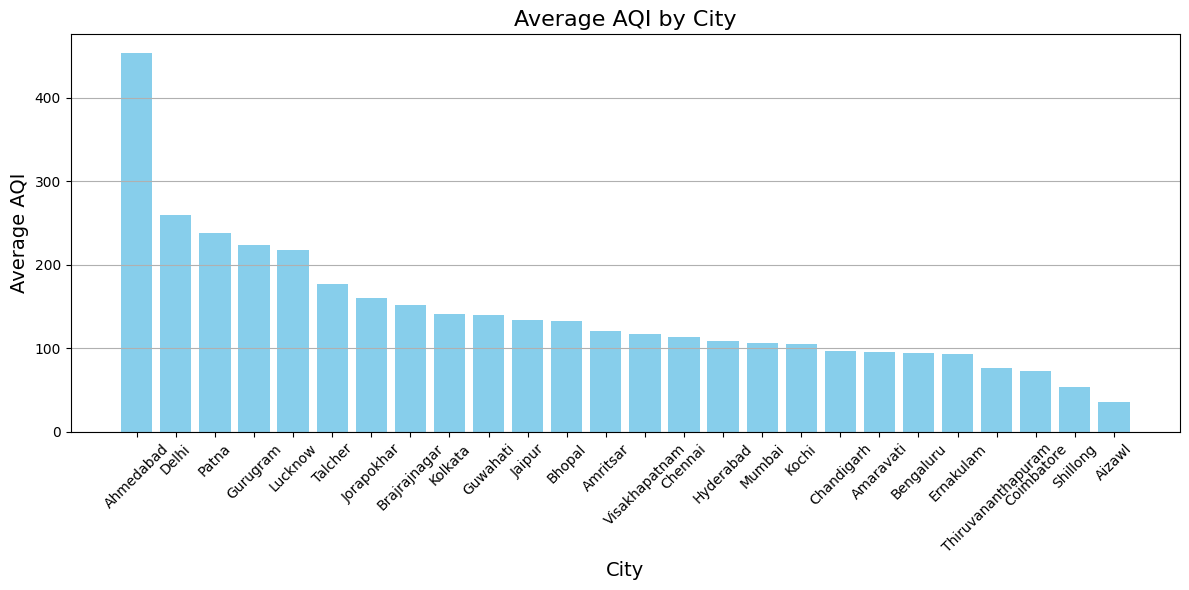 Average AQI by City
Average AQI
400
300
200
100
0
Ahmedabad
Delhi
Patna
Gurugram
Lucknow
Talcher
Jorapokhar
Brajrajnagar
Kolkata
Guwahati
Jaipur
Bhopal
Amritsar
Visakhapatnam
Chennai
Hyderabad
Mumbai
Kochi
Chandigarh
Amaravati
Bengaluru
Ernakulam
Thiruvananthapuram
Coimbatore
Shillong
Aizawl
City